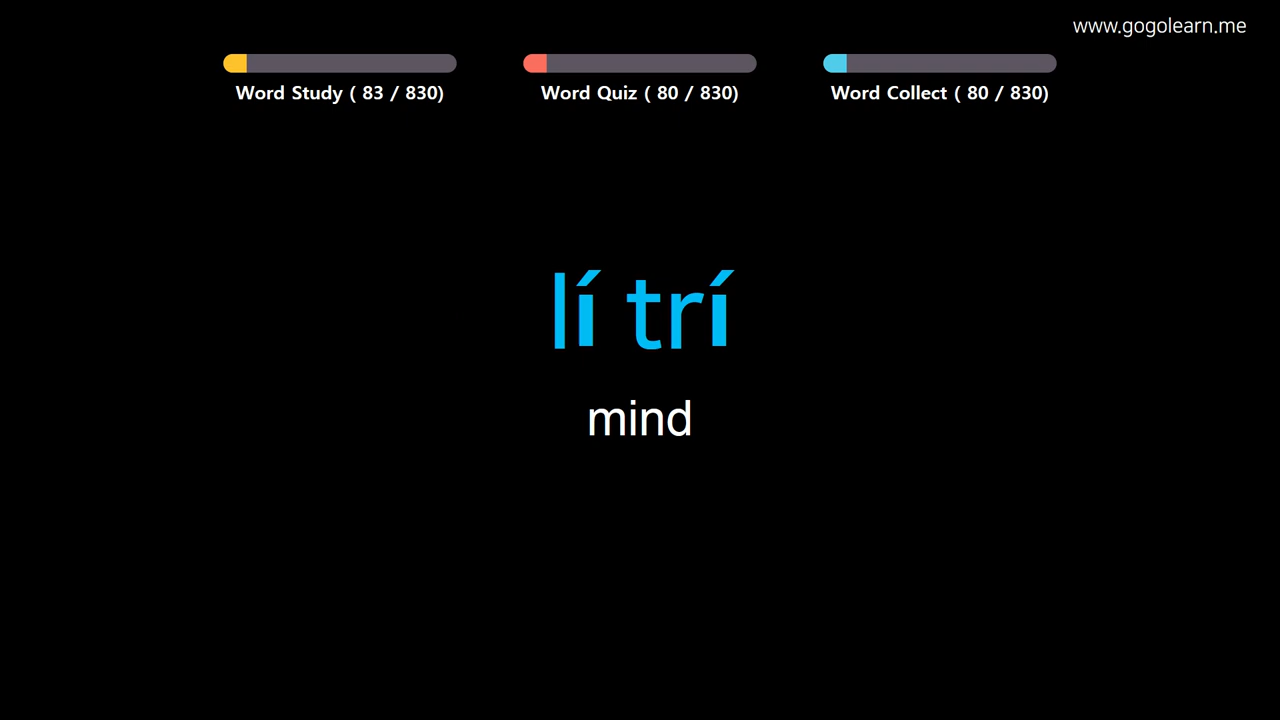 www.gogolearn.me
Word Study ( 83 / 830)
Word Quiz ( 80 / 830)
Word Collect ( 80 / 830)
lí trí
mind